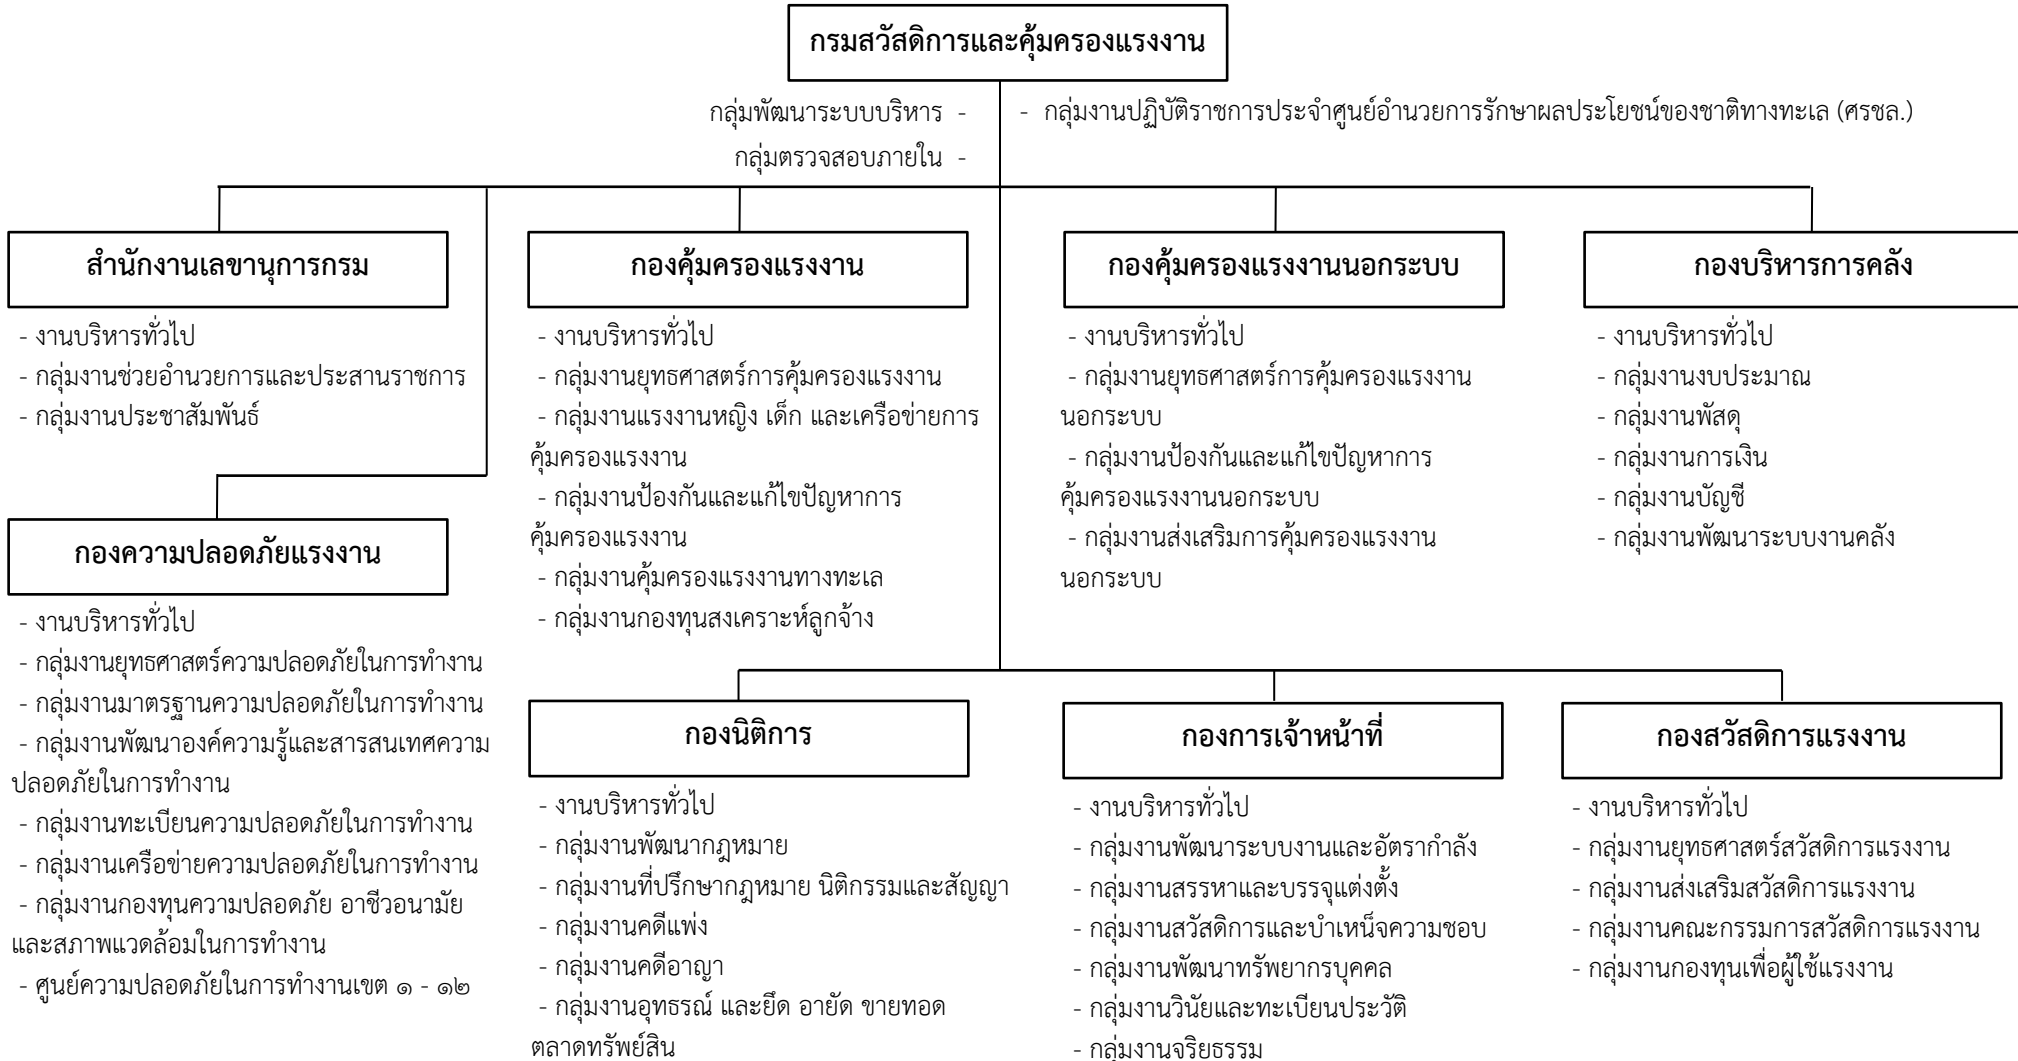 กรมสวัสดิการและคุ้มครองแรงงาน
กลุ่มพัฒนาระบบบริหาร -
กลุ่มตรวจสอบภายใน -
- กลุ่มงานปฏิบัติราชการประจำศูนย์อำนวยการรักษาผลประโยชน์ของชาติทางทะเล (ศรชล.)
สำนักงานเลขานุการกรม
- งานบริหารทั่วไป
- กลุ่มงานช่วยอำนวยการและประสานราชการ
- กลุ่มงานประชาสัมพันธ์
กองคุ้มครองแรงงาน
- งานบริหารทั่วไป
- กลุ่มงานยุทธศาสตร์การคุ้มครองแรงงาน
- กลุ่มงานแรงงานหญิง เด็ก และเครือข่ายการ
คุ้มครองแรงงาน
- กลุ่มงานป้องกันและแก้ไขปัญหาการ
คุ้มครองแรงงาน
- กลุ่มงานคุ้มครองแรงงานทางทะเล
- กลุ่มงานกองทุนสงเคราะห์ลูกจ้าง
กองคุ้มครองแรงงานนอกระบบ
- งานบริหารทั่วไป
- กลุ่มงานยุทธศาสตร์การคุ้มครองแรงงาน
นอกระบบ
- กลุ่มงานป้องกันและแก้ไขปัญหาการ
คุ้มครองแรงงานนอกระบบ
- กลุ่มงานส่งเสริมการคุ้มครองแรงงาน
นอกระบบ
กองบริหารการคลัง
- งานบริหารทั่วไป
- กลุ่มงานงบประมาณ
- กลุ่มงานพัสดุ
- กลุ่มงานการเงิน
- กลุ่มงานบัญชี
- กลุ่มงานพัฒนาระบบงานคลัง
กองความปลอดภัยแรงงาน
- งานบริหารทั่วไป
- กลุ่มงานยุทธศาสตร์ความปลอดภัยในการทำงาน
- กลุ่มงานมาตรฐานความปลอดภัยในการทำงาน
- กลุ่มงานพัฒนาองค์ความรู้และสารสนเทศความ
ปลอดภัยในการทำงาน
- กลุ่มงานทะเบียนความปลอดภัยในการทำงาน
- กลุ่มงานเครือข่ายความปลอดภัยในการทำงาน
- กลุ่มงานกองทุนความปลอดภัย อาชีวอนามัย
และสภาพแวดล้อมในการทำงาน
- ศูนย์ความปลอดภัยในการทำงานเขต ๑ - ๑๒
กองนิติการ
- งานบริหารทั่วไป
- กลุ่มงานพัฒนากฎหมาย
- กลุ่มงานที่ปรึกษากฎหมาย นิติกรรมและสัญญา
- กลุ่มงานคดีแพ่ง
- กลุ่มงานคดีอาญา
- กลุ่มงานอุทธรณ์ และยึด อายัด ขายทอด
ตลาดทรัพย์สิน
กองการเจ้าหน้าที่
- งานบริหารทั่วไป
- กลุ่มงานพัฒนาระบบงานและอัตรากำลัง
- กลุ่มงานสรรหาและบรรจุแต่งตั้ง
- กลุ่มงานสวัสดิการและบำเหน็จความชอบ
- กลุ่มงานพัฒนาทรัพยากรบุคคล
- กลุ่มงานวินัยและทะเบียนประวัติ
- กลุ่มงานจริยธรรม
กองสวัสดิการแรงงาน
- งานบริหารทั่วไป
- กลุ่มงานยุทธศาสตร์สวัสดิการแรงงาน
- กลุ่มงานส่งเสริมสวัสดิการแรงงาน
- กลุ่มงานคณะกรรมการสวัสดิการแรงงาน
- กลุ่มงานกองทุนเพื่อผู้ใช้แรงงาน